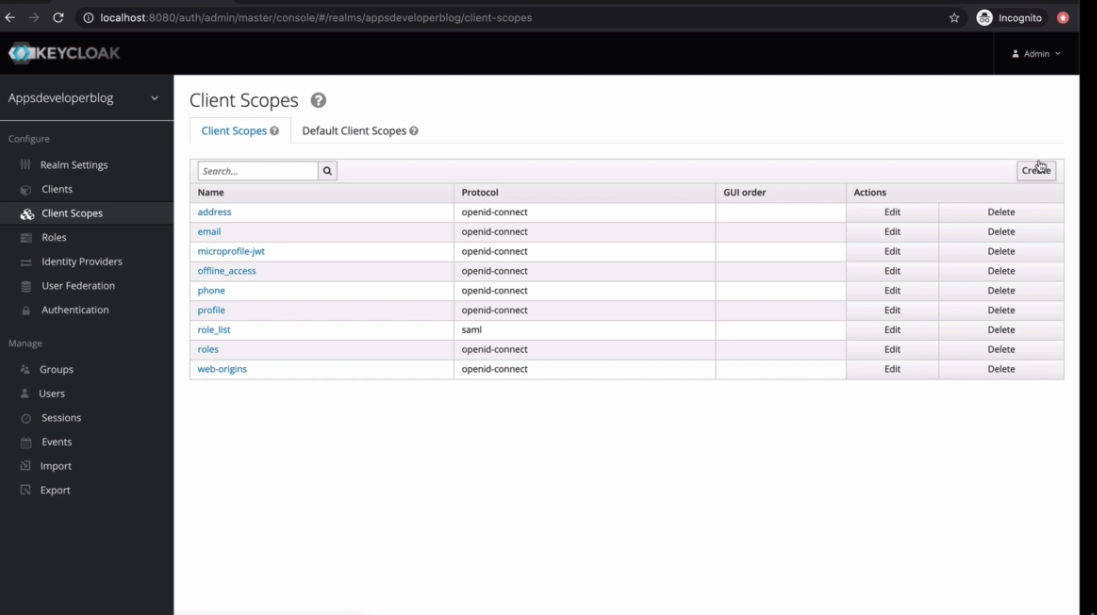 localhost:8080/auth/admin/master/console/#/realms/appsdeveloperblog/client-scopes
Incognito
KEYCLOAK
Admin
Appsdeveloperblog
Configure
Realm Settings
Clients
Client Scopes
Roles
Identity Providers
User Federation
Authentication
Manage
Groups
Users
Sessions
Events
Import
Export
Client Scopes ?
Client Scopes ? Default Client Scopes ?
Search... Create
Name Protocol GUI order Actions
address openid-connect Edit Delete
email openid-connect Edit Delete
microprofile-jwt openid-connect Edit Delete
offline_access openid-connect Edit Delete
phone openid-connect Edit Delete
profile openid-connect Edit Delete
role_list saml Edit Delete
roles openid-connect Edit Delete
web-origins openid-connect Edit Delete